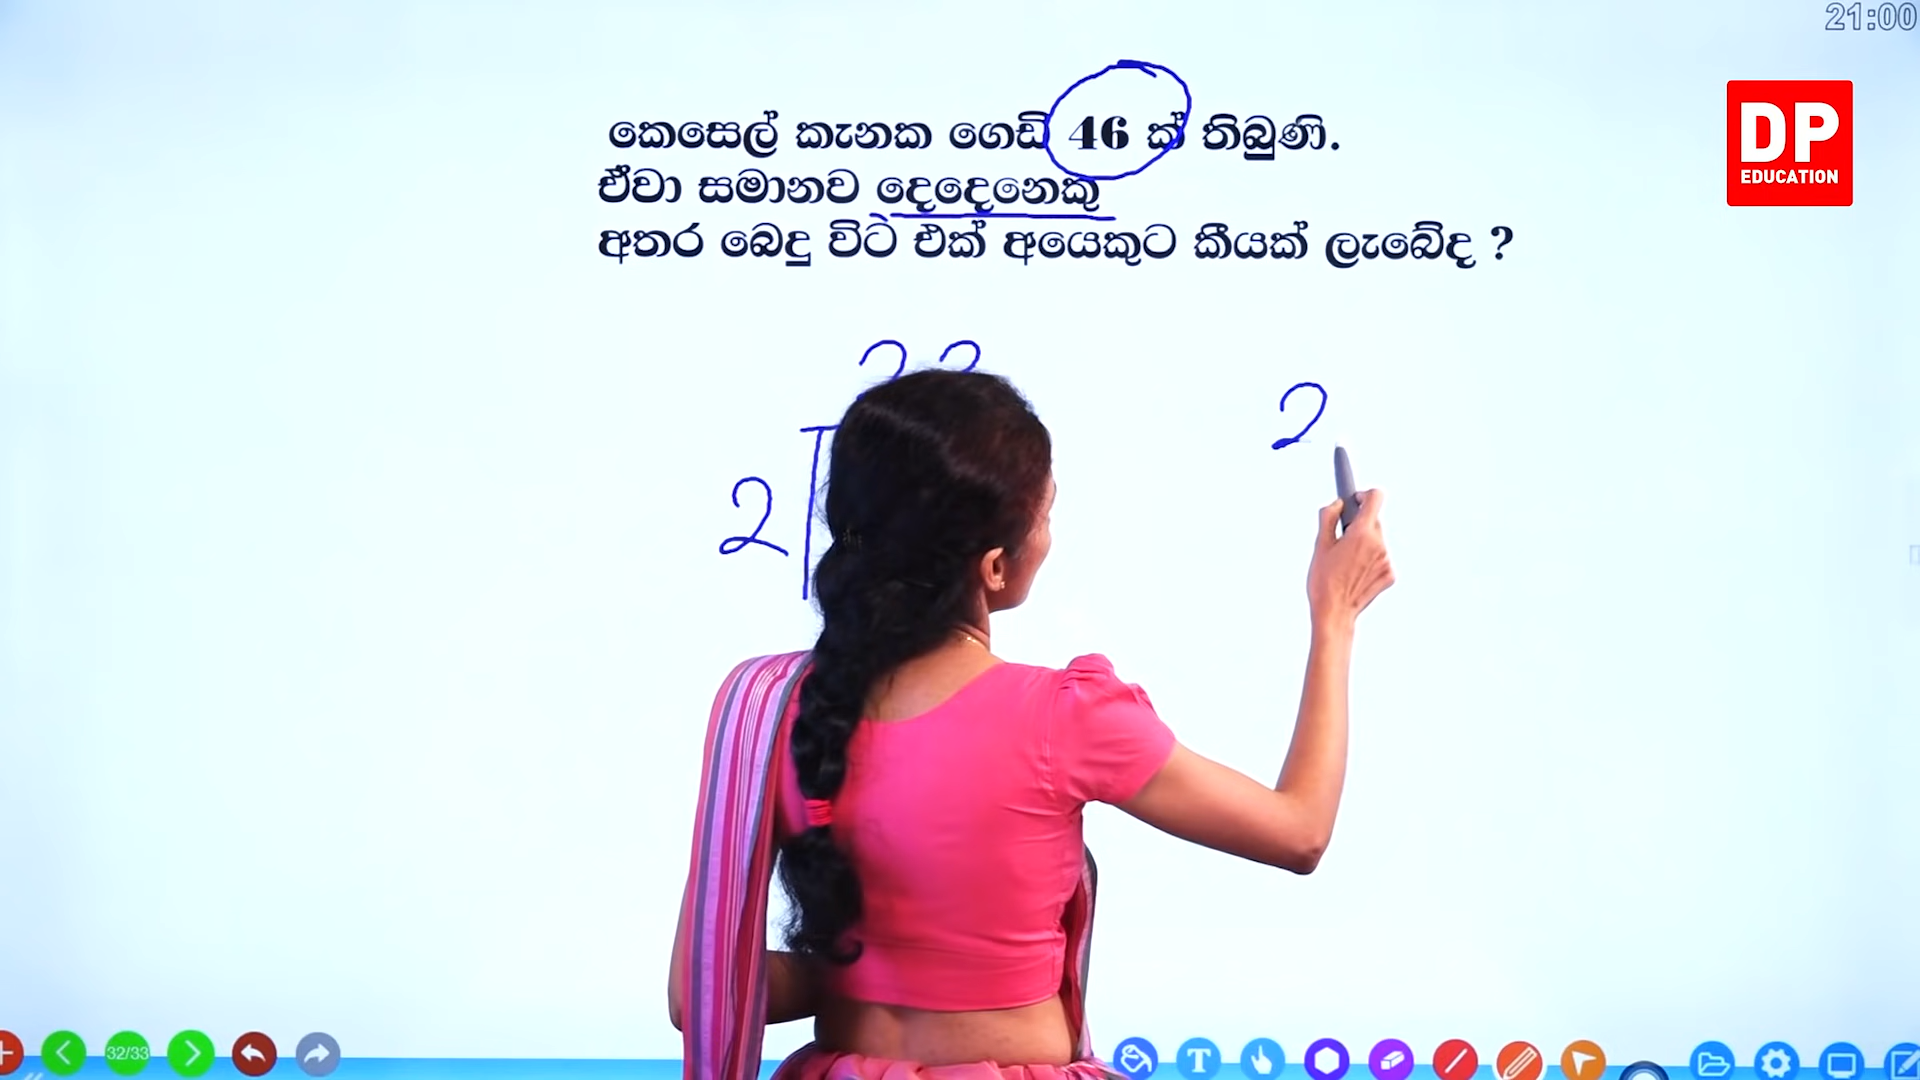 21:00
DP
EDUCATION
කෙසෙල් කැනක ගෙඩි 46 ක් තිබුණි.
ඒවා සමානව දෙදෙනෙකු
අතර බෙදු විට එක් අයෙකුට කීයක් ලැබේද ?
2
2
32/33
T